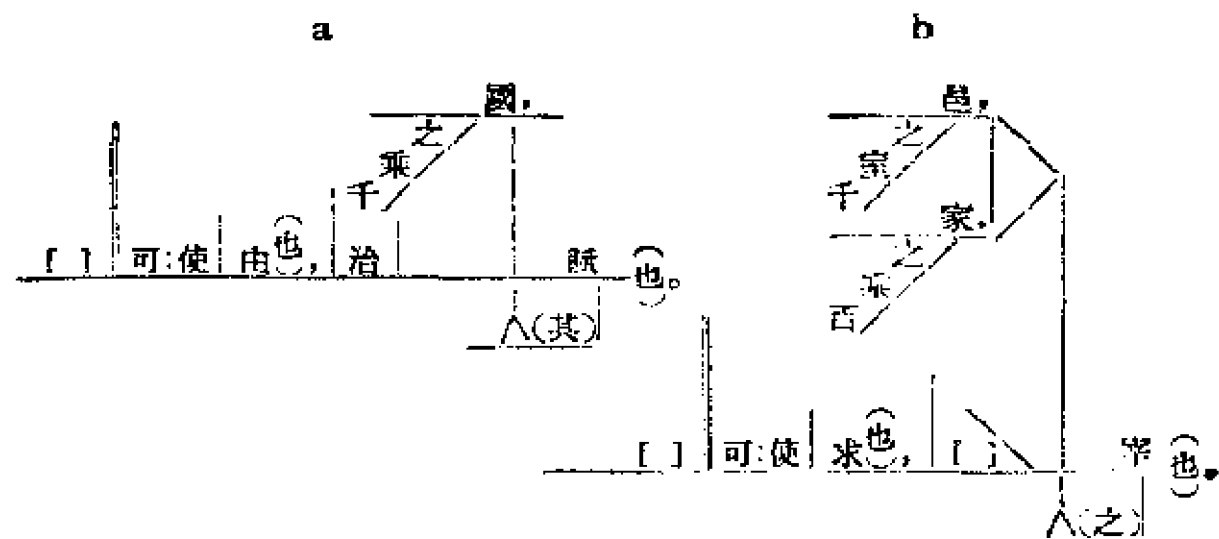 a
國，
千乘之
[ ] 可:使 由(也)，治 賦(也)。
(其)
b
邑，
千室之
家，
百乘之
[ ] 可:使 求(也)，[ ] 宰(也)。
(之)